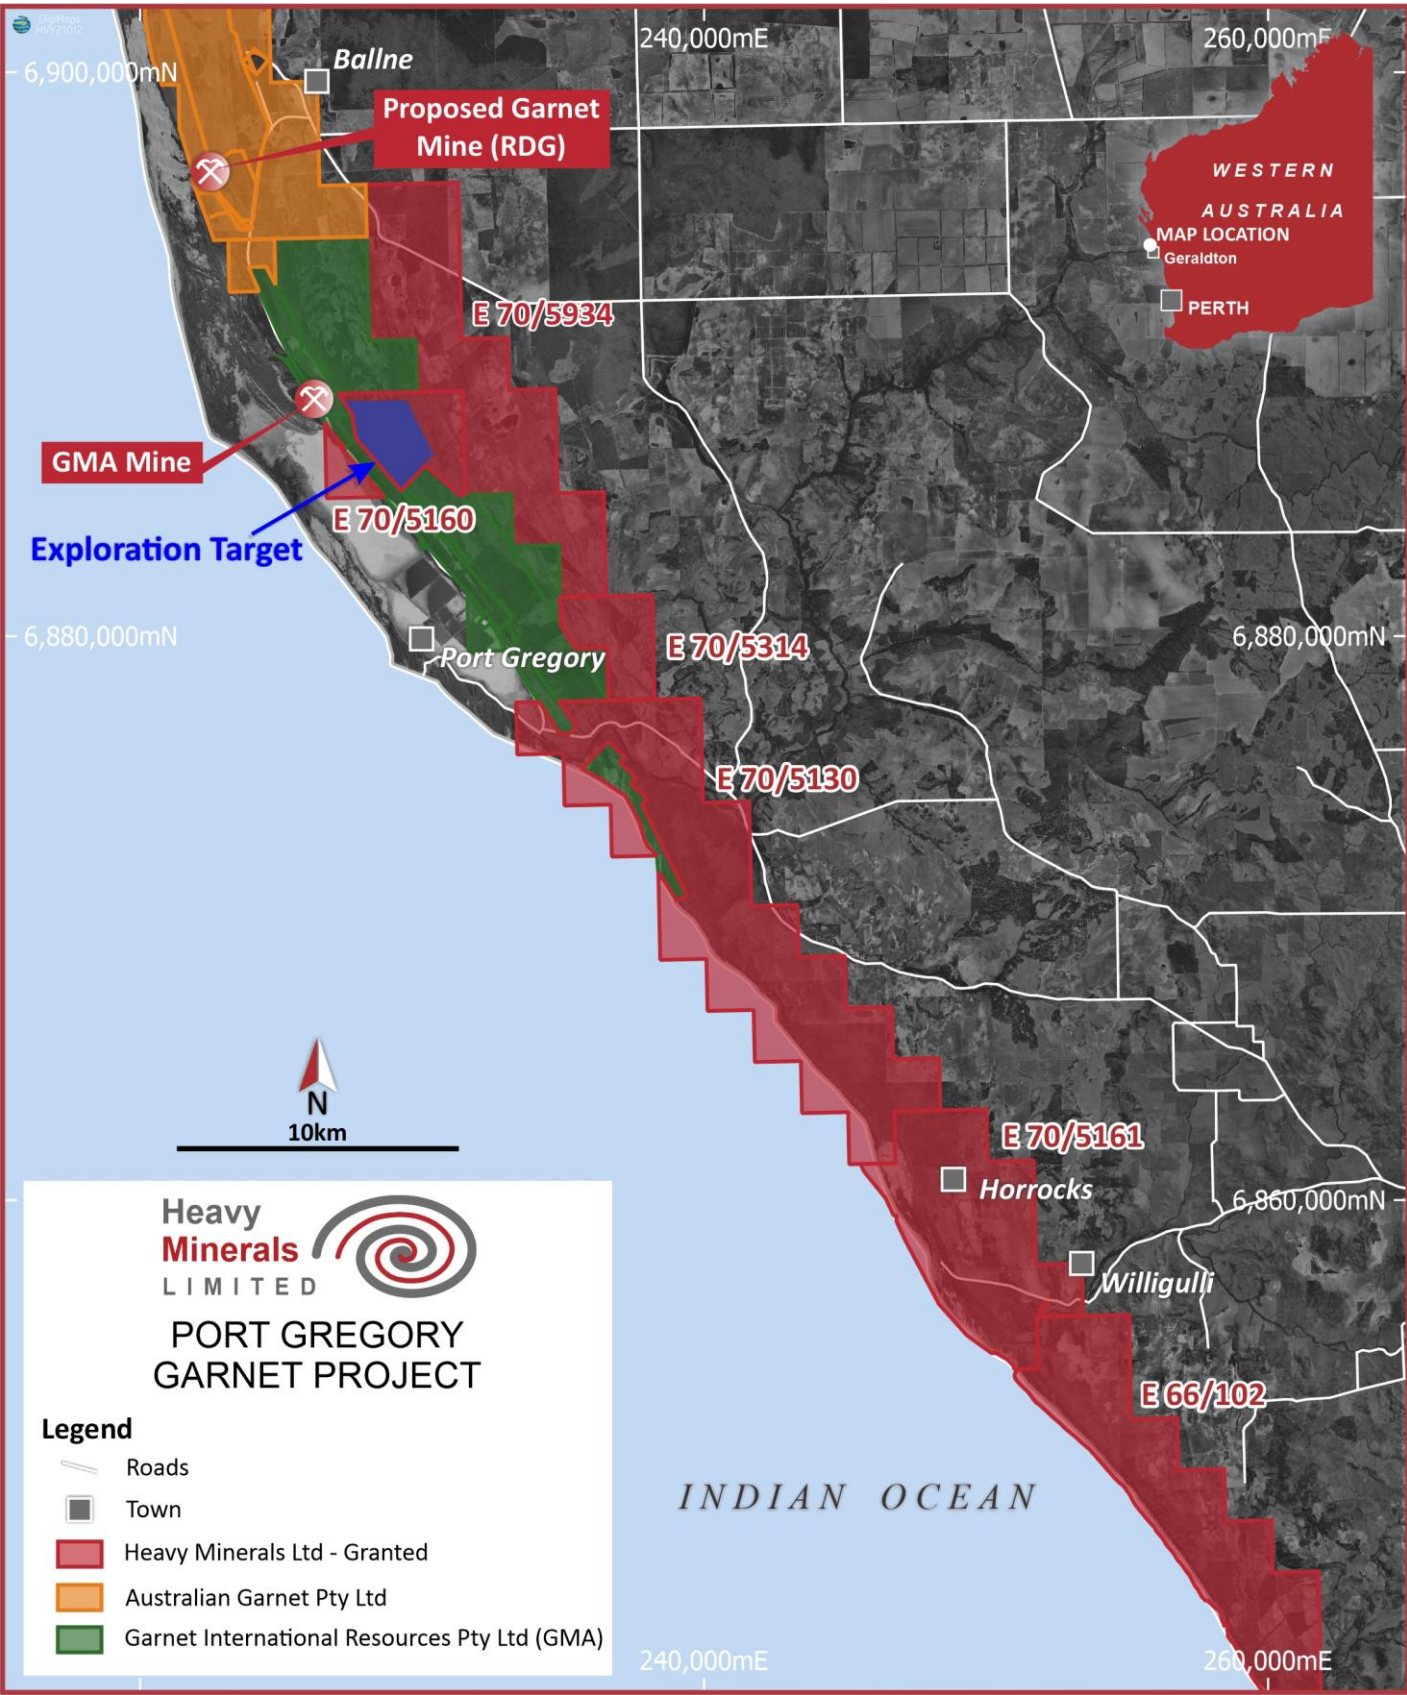 DigiMaps
HVY21012
240,000mE
260,000mE
6,900,000mN
Ballne
Proposed Garnet
Mine (RDG)
WESTERN
AUSTRALIA
MAP LOCATION
Geraldton
PERTH
E 70/5934
GMA Mine
E 70/5160
Exploration Target
6,880,000mN
6,880,000mN
Port Gregory
E 70/5314
E 70/5130
N
10km
E 70/5161
Horrocks
6,860,000mN
Willigulli
E 66/102
INDIAN OCEAN
Heavy
Minerals
LIMITED
PORT GREGORY
GARNET PROJECT
Legend
Roads
Town
Heavy Minerals Ltd - Granted
Australian Garnet Pty Ltd
Garnet International Resources Pty Ltd (GMA)
240,000mE
260,000mE